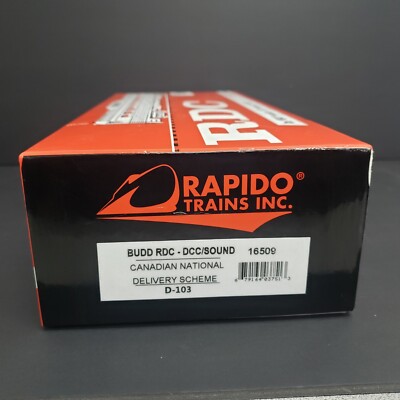 RDC
RAPIDO®
TRAINS INC.
BUDD RDC - DCC/SOUND 16509
CANADIAN NATIONAL
DELIVERY SCHEME
D-103